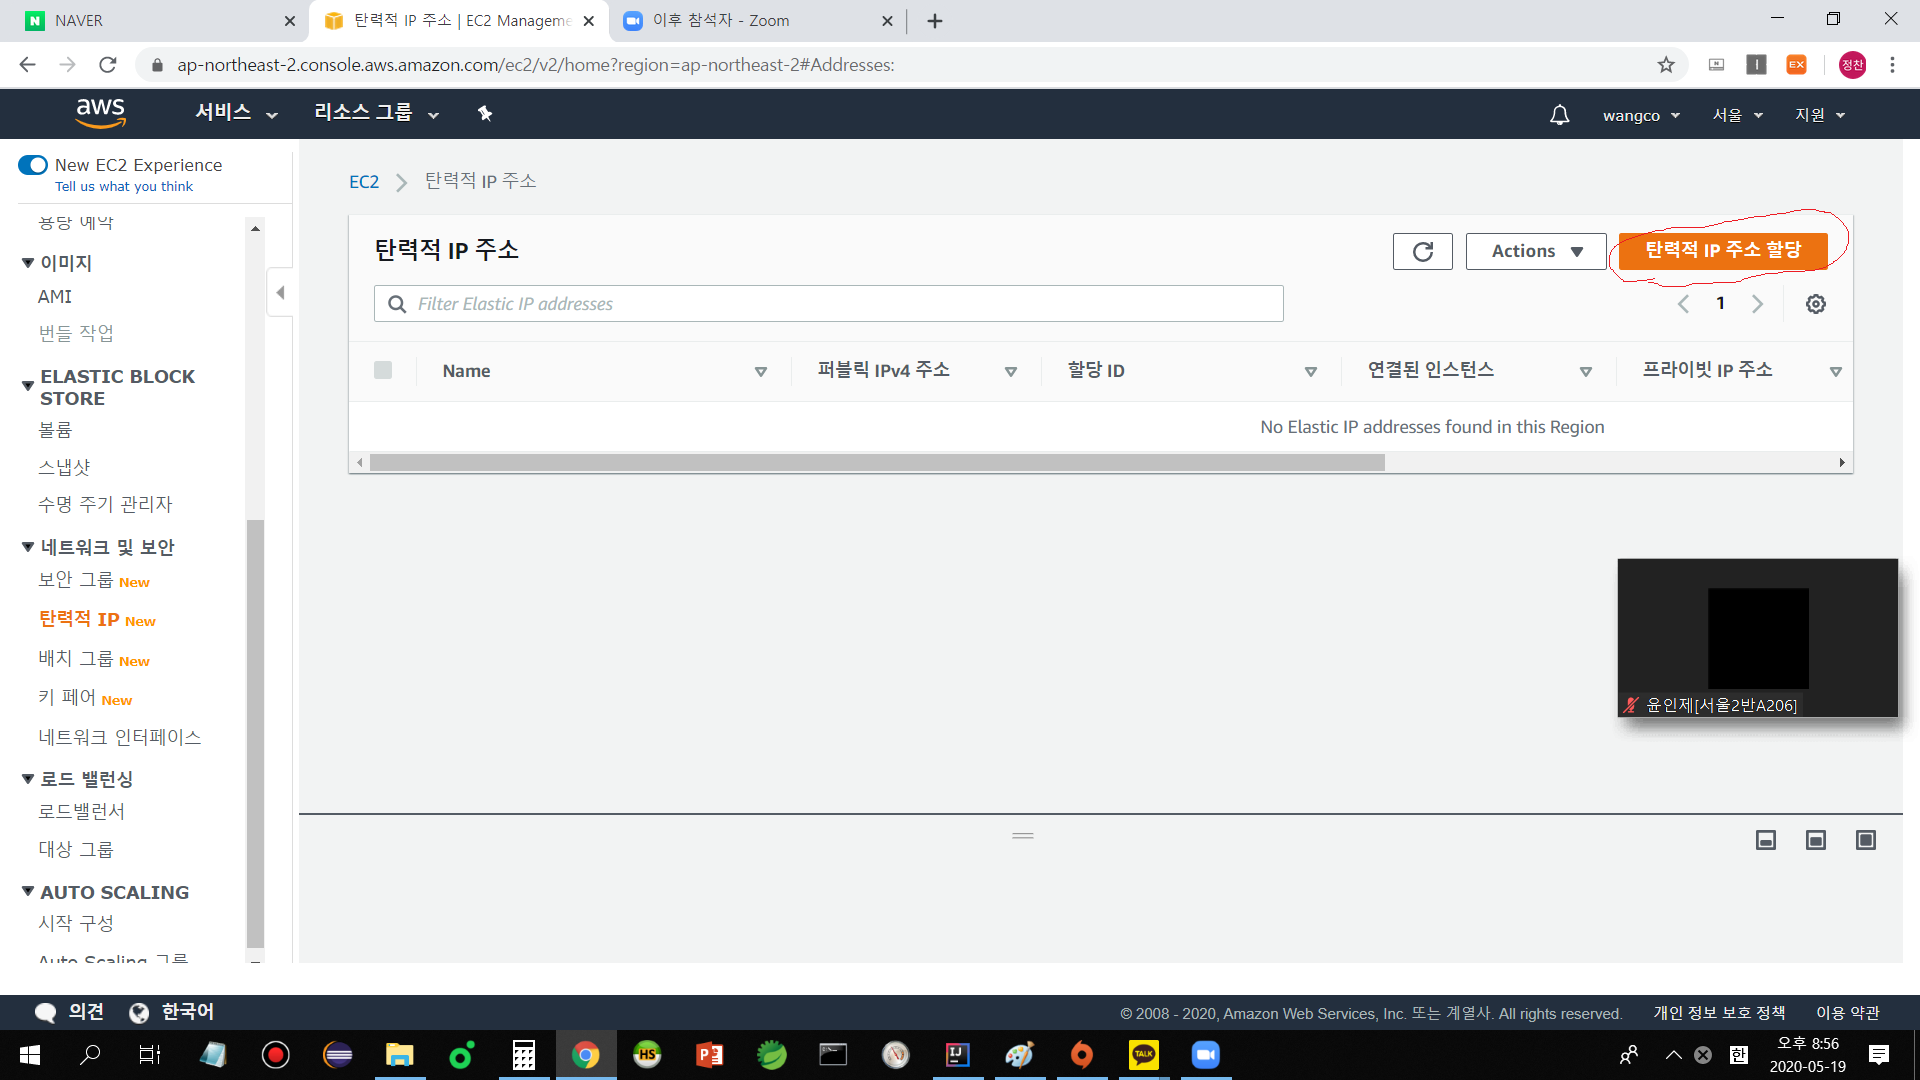 NAVER
탄력적 IP 주소 | EC2 Manageme
이후 참석자 - Zoom
ap-northeast-2.console.aws.amazon.com/ec2/v2/home?region=ap-northeast-2#Addresses:
EX
정찬
aws
서비스
리소스 그룹
wangco
서울
지원
New EC2 Experience
Tell us what you think
용량 예약
이미지
AMI
번들 작업
ELASTIC BLOCK
STORE
볼륨
스냅샷
수명 주기 관리자
네트워크 및 보안
보안 그룹 New
탄력적 IP New
배치 그룹 New
키 페어 New
네트워크 인터페이스
로드 밸런싱
로드밸런서
대상 그룹
AUTO SCALING
시작 구성
Auto Scaling 그룹
EC2 > 탄력적 IP 주소
탄력적 IP 주소
Actions
탄력적 IP 주소 할당
Filter Elastic IP addresses
1
Name
퍼블릭 IPv4 주소
할당 ID
연결된 인스턴스
프라이빗 IP 주소
No Elastic IP addresses found in this Region
윤인제[서울2반A206]
의견
한국어
© 2008 - 2020, Amazon Web Services, Inc. 또는 계열사. All rights reserved.
개인 정보 보호 정책
이용 약관
HS
P
IJ
TALK
한
오후 8:56
2020-05-19